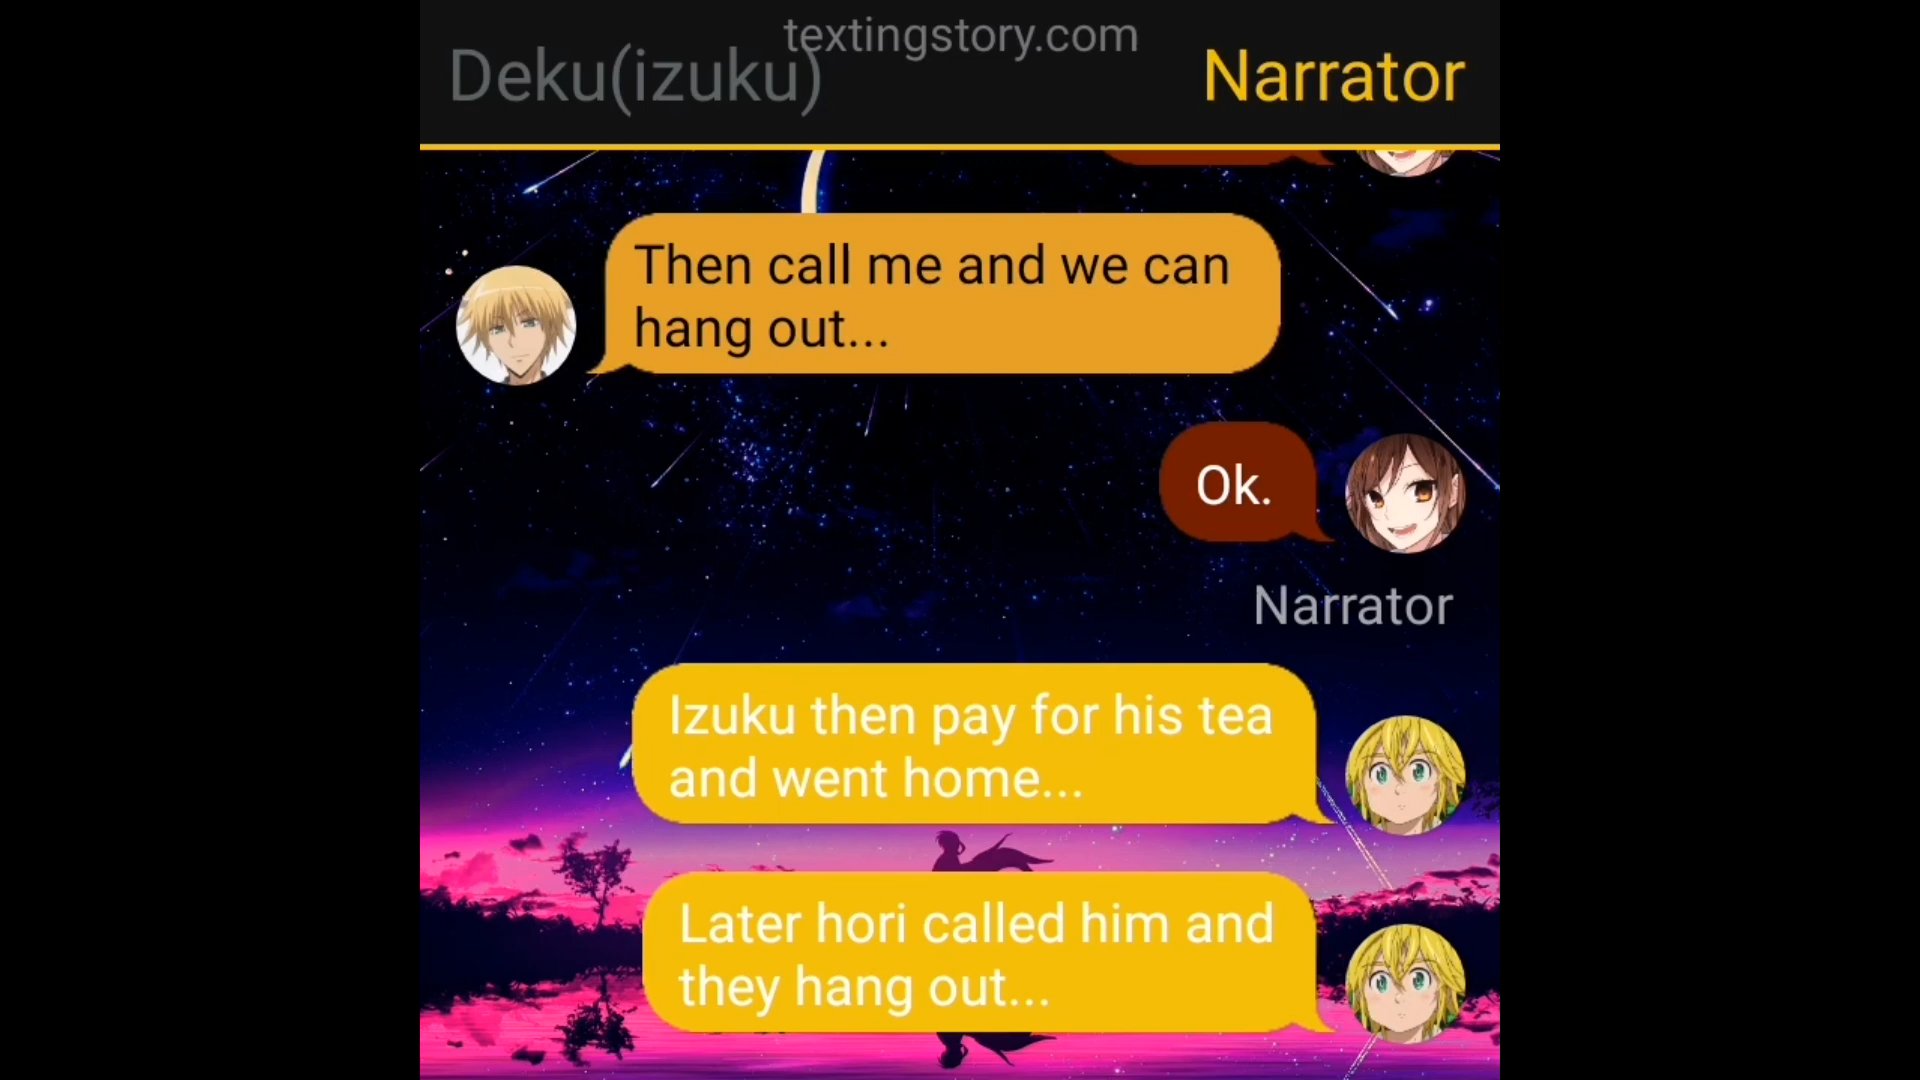 textingstory.com
Deku(izuku)
Narrator
Then call me and we can
hang out...
Ok.
Narrator
Izuku then pay for his tea
and went home...
Later hori called him and
they hang out...